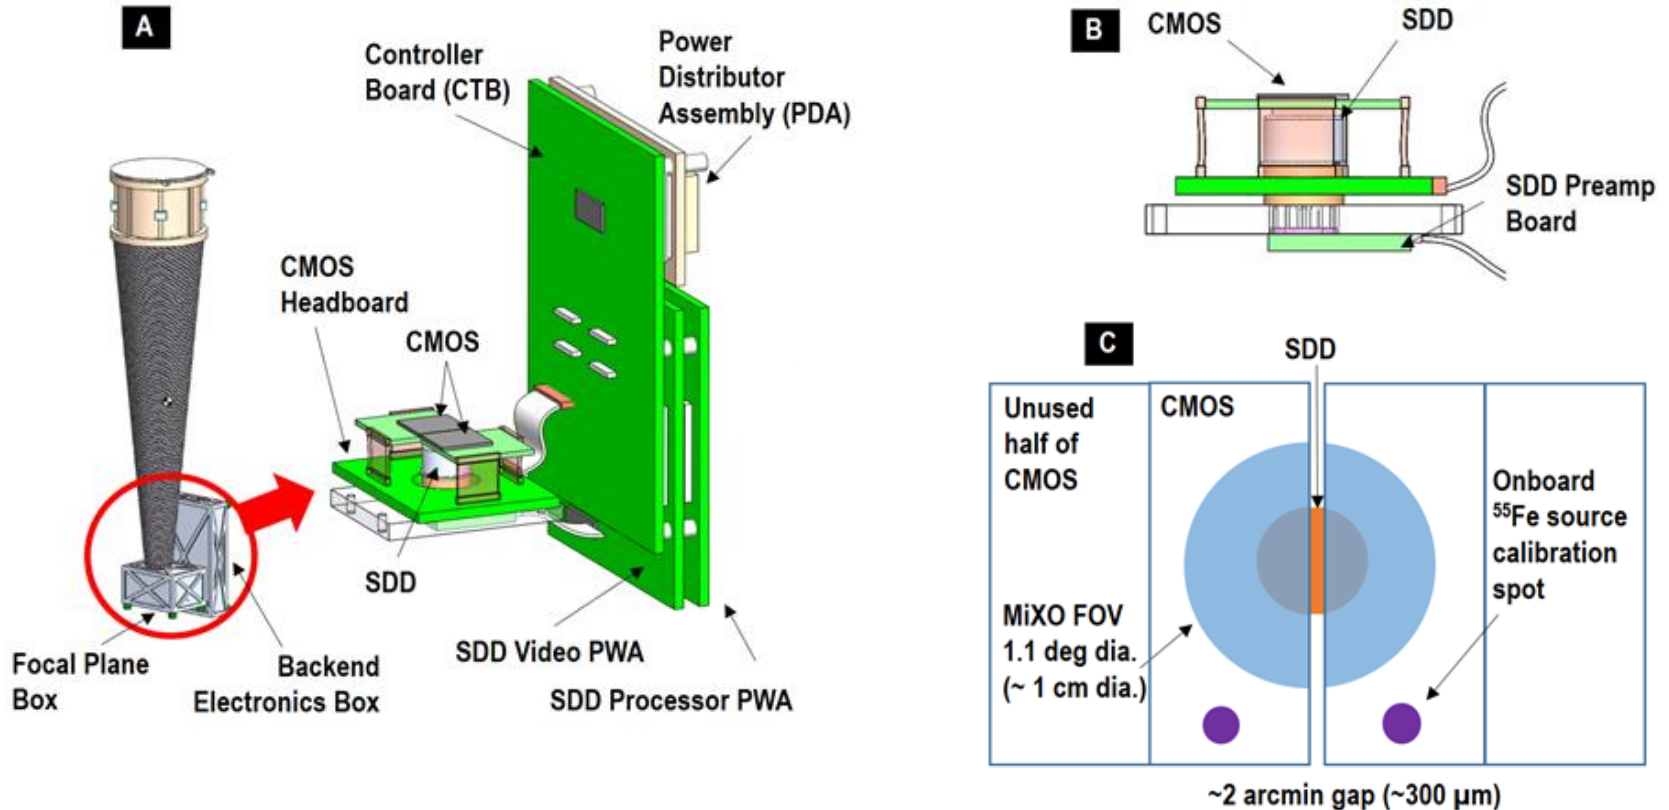 A
Controller
Board (CTB)
Power
Distributor
Assembly (PDA)
CMOS
Headboard
CMOS
SDD
Focal Plane
Box
Backend
Electronics Box
SDD Video PWA
SDD Processor PWA
B
CMOS
SDD
SDD Preamp
Board
C
SDD
Unused
half of
CMOS
CMOS
Onboard
⁵⁵Fe source
calibration
spot
MiXO FOV
1.1 deg dia.
(~ 1 cm dia.)
~2 arcmin gap (~300 µm)